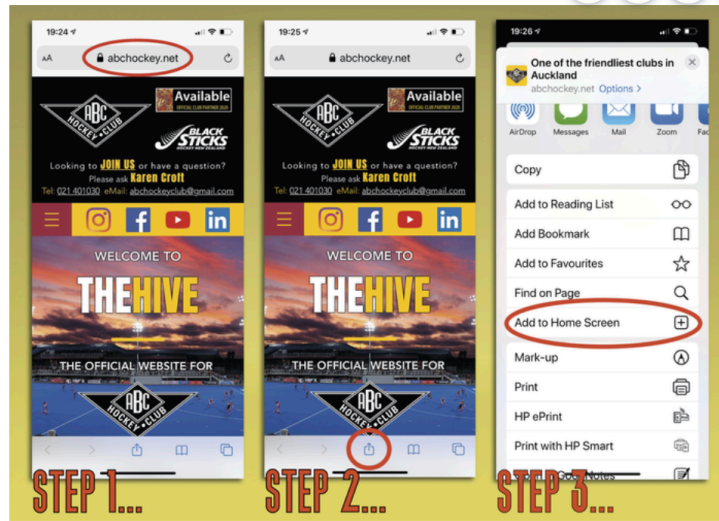 19:24
AA abchockey.net
ABC
HOCKEY CLUB
Available
OFFICIAL CLUB PARTNER 2020
BLACK
STICKS
HOCKEY NEW ZEALAND
Looking to JOIN US or have a question?
Please ask Karen Croft
Tel: 021 401030 eMail: abchockeyclub@gmail.com
in
WELCOME TO
THEHIVE
THE OFFICIAL WEBSITE FOR
ABC
HOCKEY CLUB
STEP 1...
19:25
AA abchockey.net
ABC
HOCKEY CLUB
Available
OFFICIAL CLUB PARTNER 2020
BLACK
STICKS
HOCKEY NEW ZEALAND
Looking to JOIN US or have a question?
Please ask Karen Croft
Tel: 021 401030 eMail: abchockeyclub@gmail.com
in
WELCOME TO
THEHIVE
THE OFFICIAL WEBSITE FOR
ABC
HOCKEY CLUB
STEP 2...
19:26
One of the friendliest clubs in
Auckland
abchockey.net Options >
AirDrop Messages Mail Zoom
Copy
Add to Reading List
Add Bookmark
Add to Favourites
Find on Page
Add to Home Screen
Mark-up
Print
HP ePrint
Print with HP Smart
STEP 3...